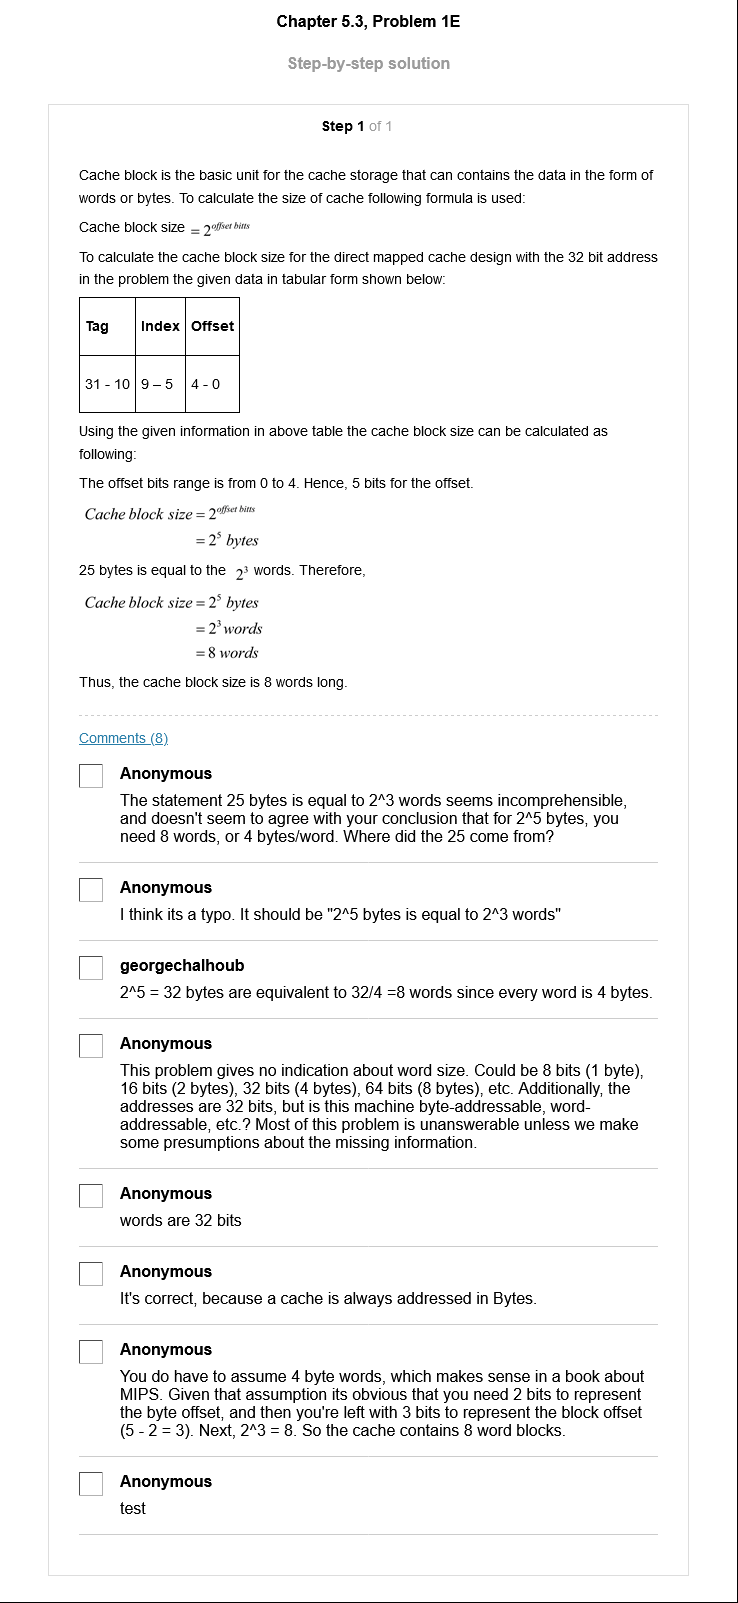 Chapter 5.3, Problem 1E
Step-by-step solution
Step 1 of 1
Cache block is the basic unit for the cache storage that can contains the data in the form of
words or bytes. To calculate the size of cache following formula is used:
Cache block size = 2^offset bitts
To calculate the cache block size for the direct mapped cache design with the 32 bit address
in the problem the given data in tabular form shown below:
Tag Index Offset
31 - 10 9 – 5 4 - 0
Using the given information in above table the cache block size can be calculated as
following:
The offset bits range is from 0 to 4. Hence, 5 bits for the offset.
Cache block size = 2^offset bitts
= 2^5 bytes
25 bytes is equal to the 2^3 words. Therefore,
Cache block size = 2^5 bytes
= 2^3 words
= 8 words
Thus, the cache block size is 8 words long.
Comments (8)
Anonymous
The statement 25 bytes is equal to 2^3 words seems incomprehensible,
and doesn't seem to agree with your conclusion that for 2^5 bytes, you
need 8 words, or 4 bytes/word. Where did the 25 come from?
Anonymous
I think its a typo. It should be "2^5 bytes is equal to 2^3 words"
georgechalhoub
2^5 = 32 bytes are equivalent to 32/4 =8 words since every word is 4 bytes.
Anonymous
This problem gives no indication about word size. Could be 8 bits (1 byte),
16 bits (2 bytes), 32 bits (4 bytes), 64 bits (8 bytes), etc. Additionally, the
addresses are 32 bits, but is this machine byte-addressable, word-
addressable, etc.? Most of this problem is unanswerable unless we make
some presumptions about the missing information.
Anonymous
words are 32 bits
Anonymous
It's correct, because a cache is always addressed in Bytes.
Anonymous
You do have to assume 4 byte words, which makes sense in a book about
MIPS. Given that assumption its obvious that you need 2 bits to represent
the byte offset, and then you're left with 3 bits to represent the block offset
(5 - 2 = 3). Next, 2^3 = 8. So the cache contains 8 word blocks.
Anonymous
test